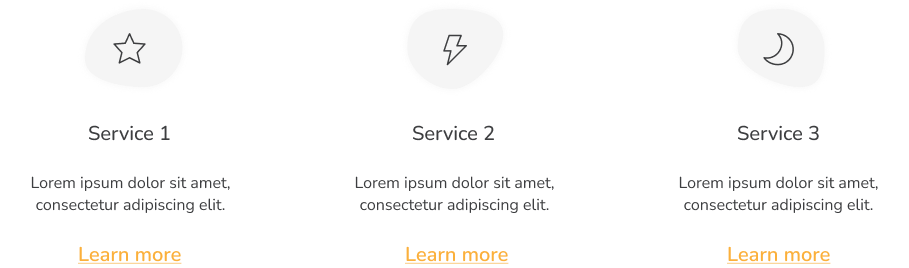 Service 1
Lorem ipsum dolor sit amet,
consectetur adipiscing elit.
Learn more
Service 2
Lorem ipsum dolor sit amet,
consectetur adipiscing elit.
Learn more
Service 3
Lorem ipsum dolor sit amet,
consectetur adipiscing elit.
Learn more